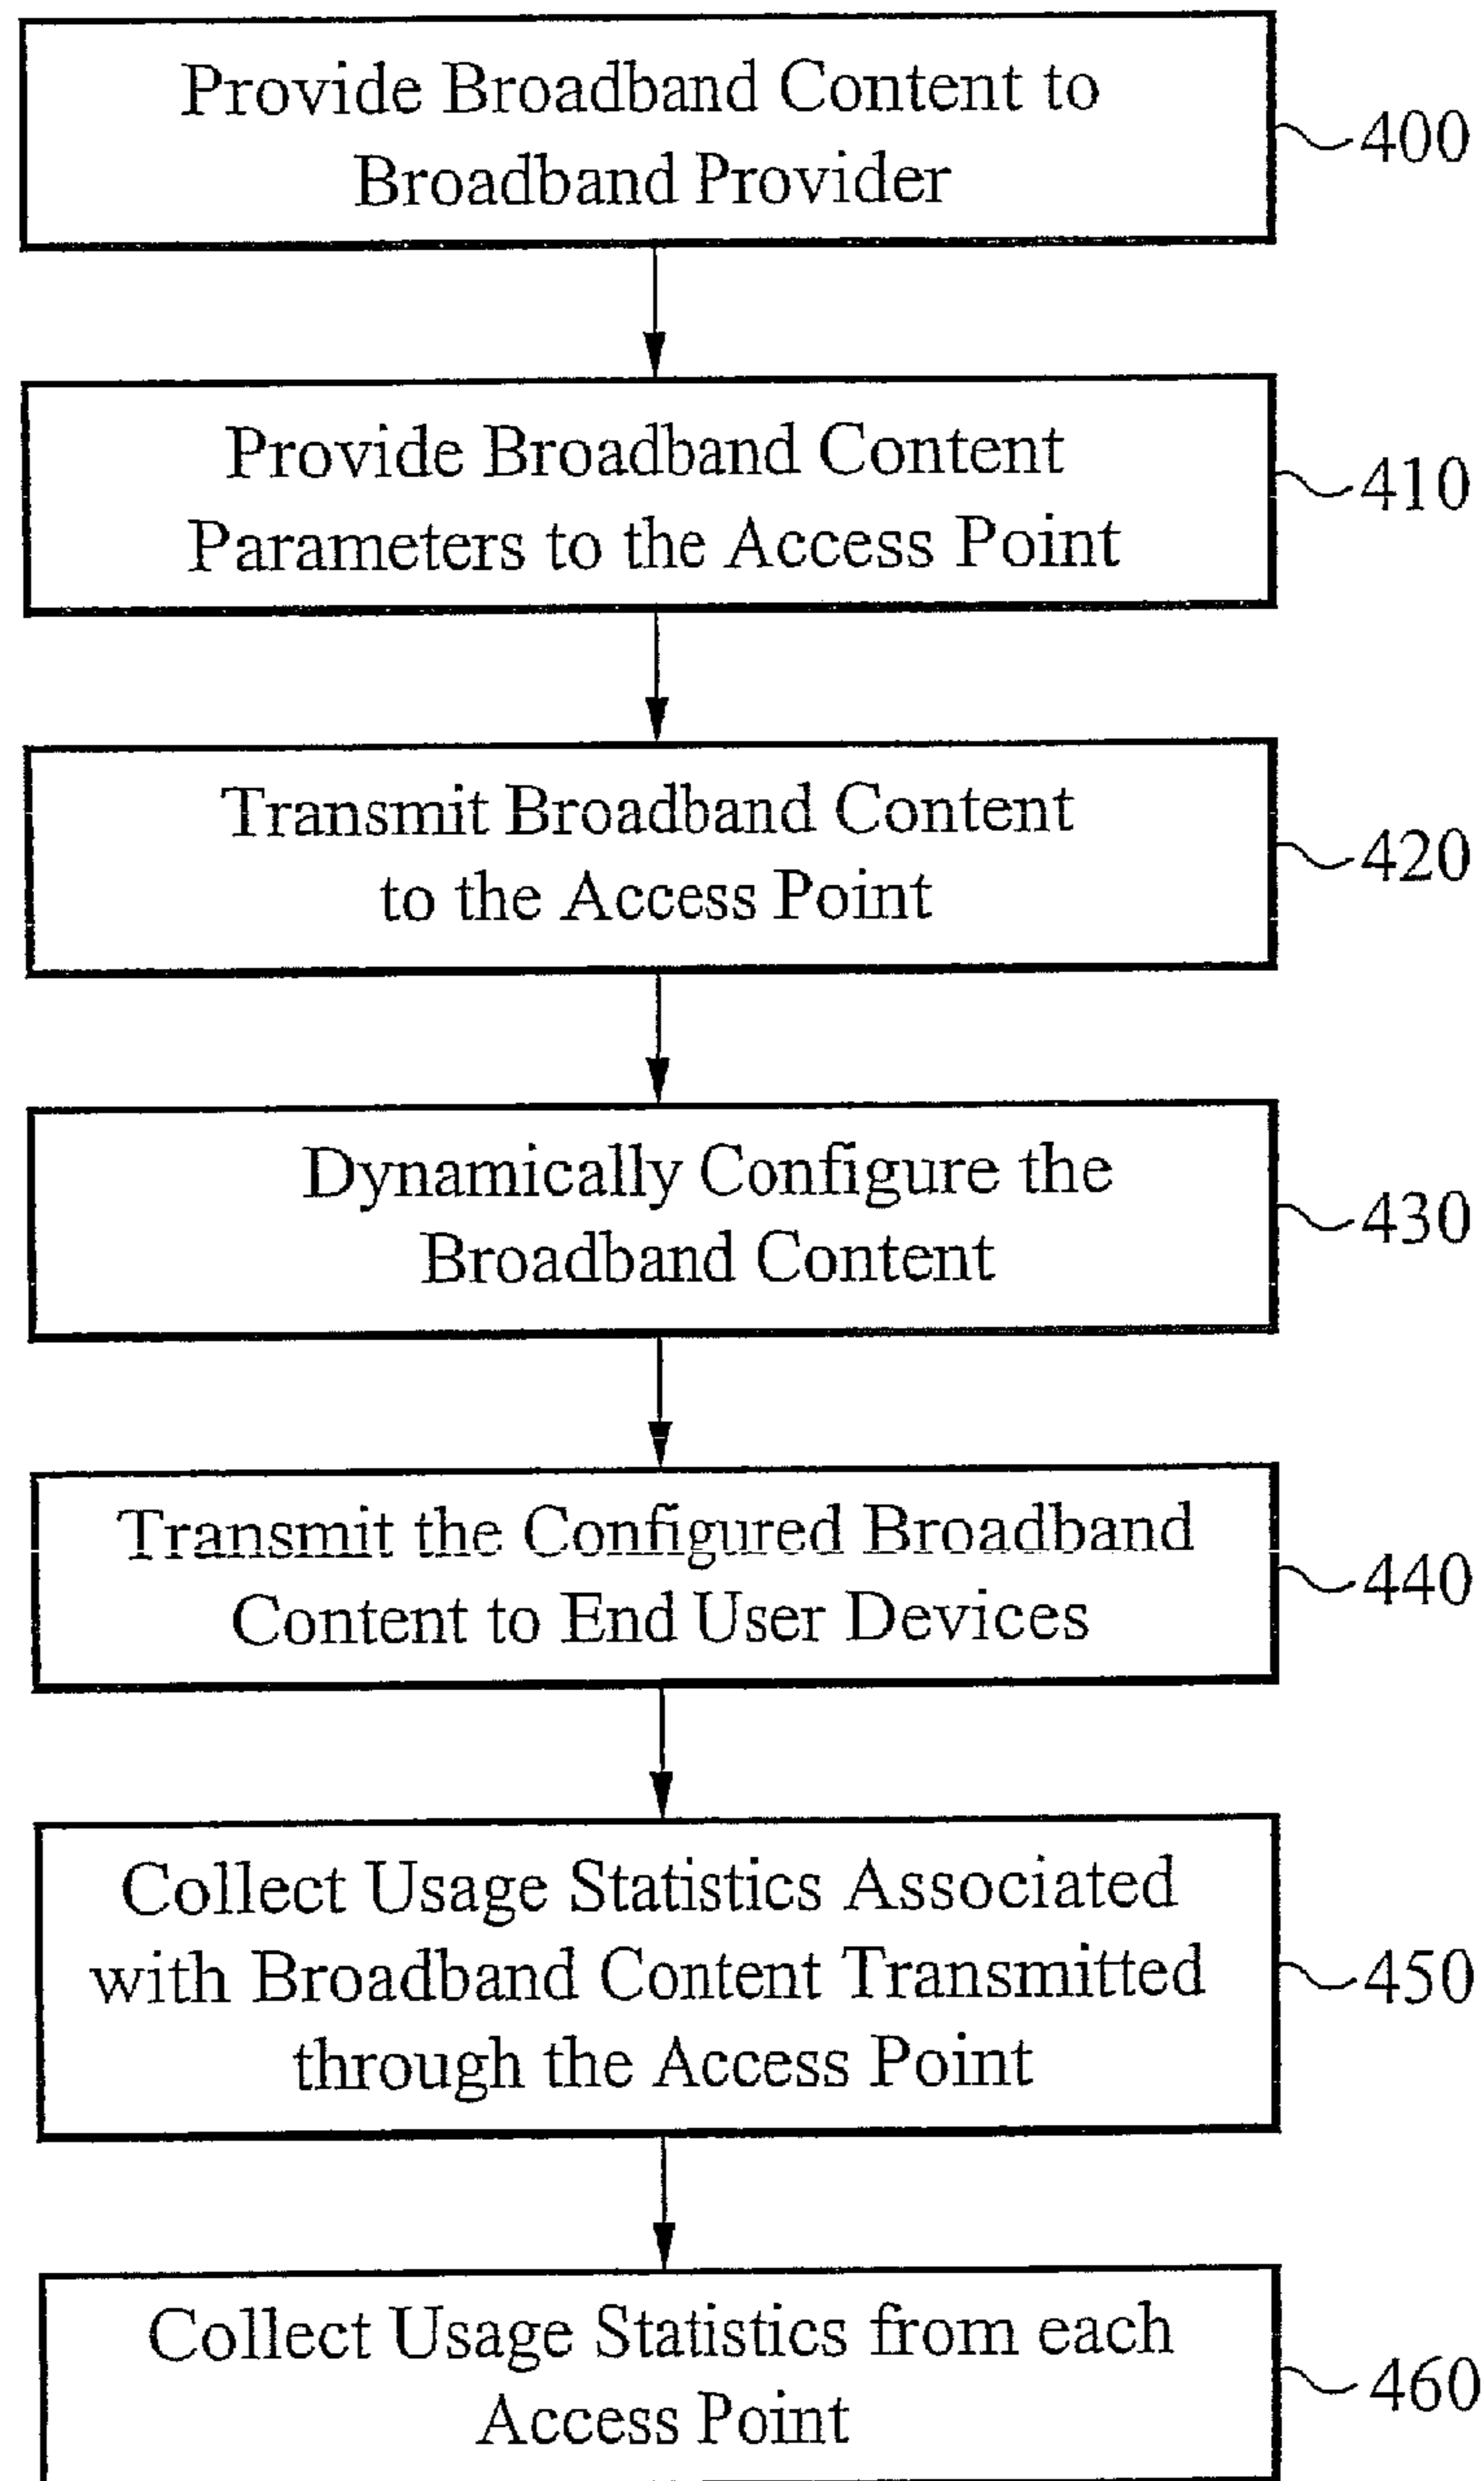 Provide Broadband Content to
Broadband Provider
400
Provide Broadband Content
Parameters to the Access Point
410
Transmit Broadband Content
to the Access Point
420
Dynamically Configure the
Broadband Content
430
Transmit the Configured Broadband
Content to End User Devices
440
Collect Usage Statistics Associated
with Broadband Content Transmitted
through the Access Point
450
Collect Usage Statistics from each
Access Point
460